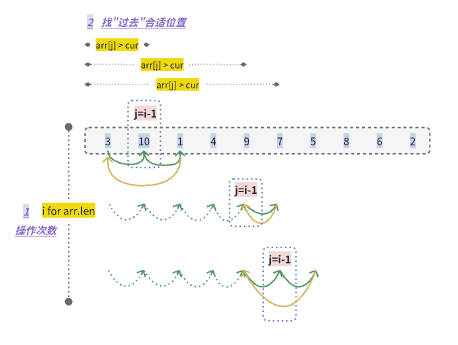 2 找"过去"合适位置
arr[j] > cur
arr[j] > cur
arr[j] > cur
j=i-1
3 10 1 4 9 7 5 8 6 2
j=i-1
1 i for arr.len
操作次数
j=i-1